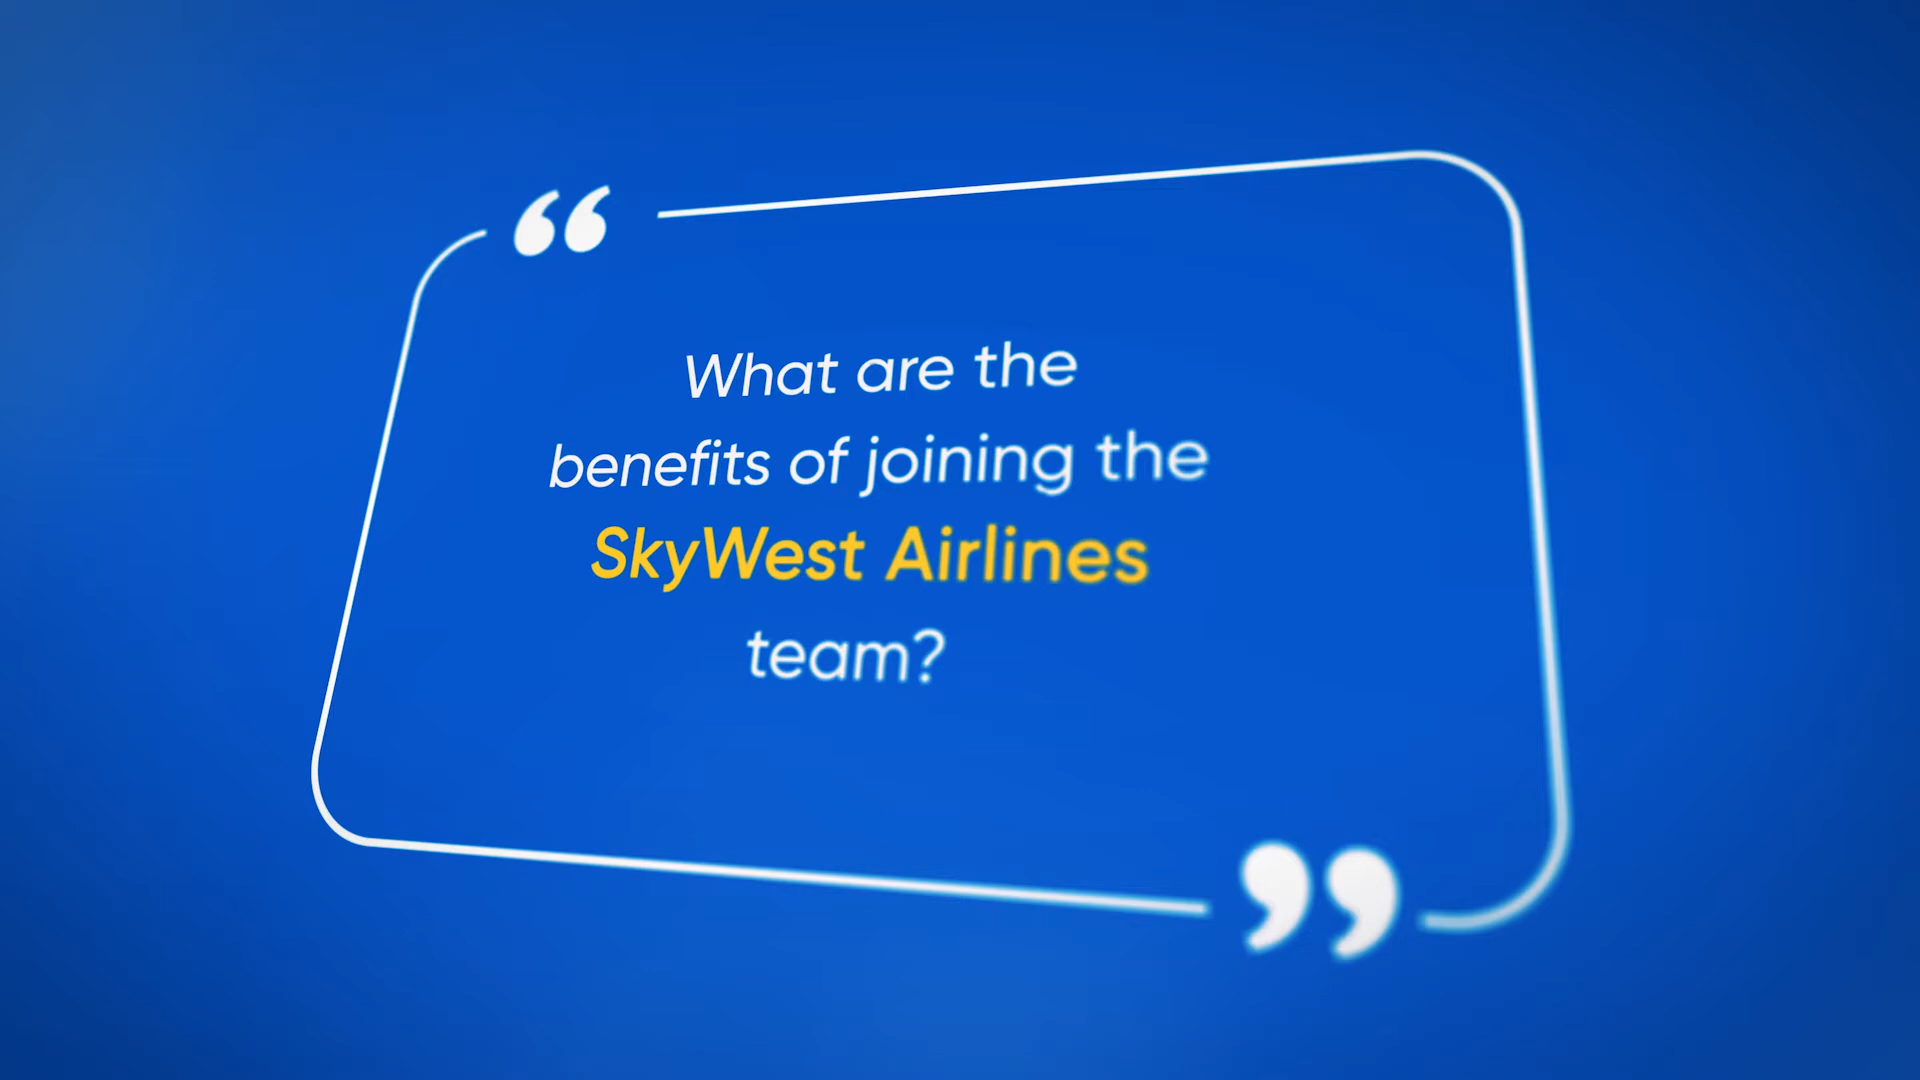 “
What are the
benefits of joining the
SkyWest Airlines
team?
”